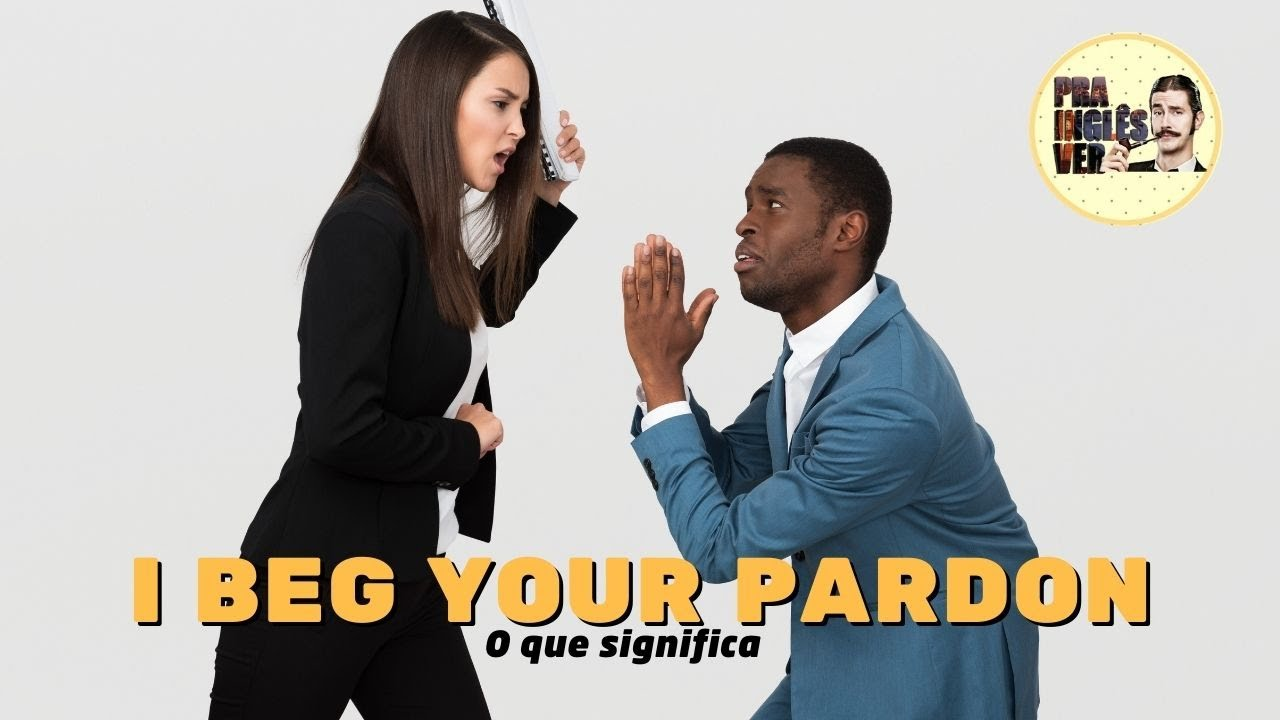 PRA
INGLÊS
VER
I BEG YOUR PARDON
O que significa